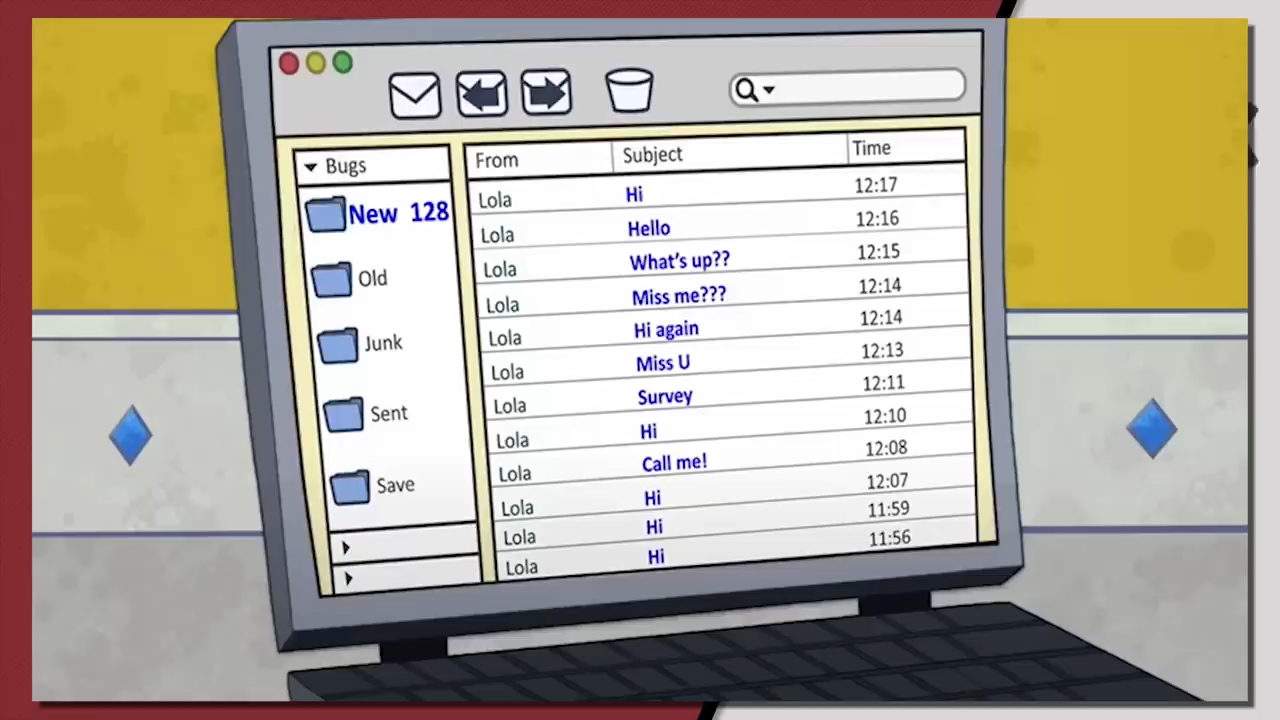 Bugs
New 128
Old
Junk
Sent
Save
From Subject Time
Lola Hi 12:17
Lola Hello 12:16
Lola What's up?? 12:15
Lola Miss me??? 12:14
Lola Hi again 12:14
Lola Miss U 12:13
Lola Survey 12:11
Lola Hi 12:10
Lola Call me! 12:08
Lola Hi 12:07
Lola Hi 11:59
Lola Hi 11:56